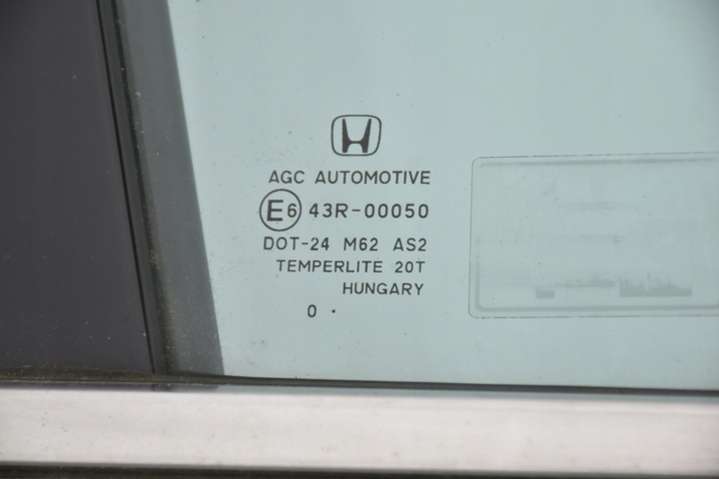 AGC AUTOMOTIVE
E6 43R-00050
DOT-24 M62 AS2
TEMPERLITE 20T
HUNGARY
0 .